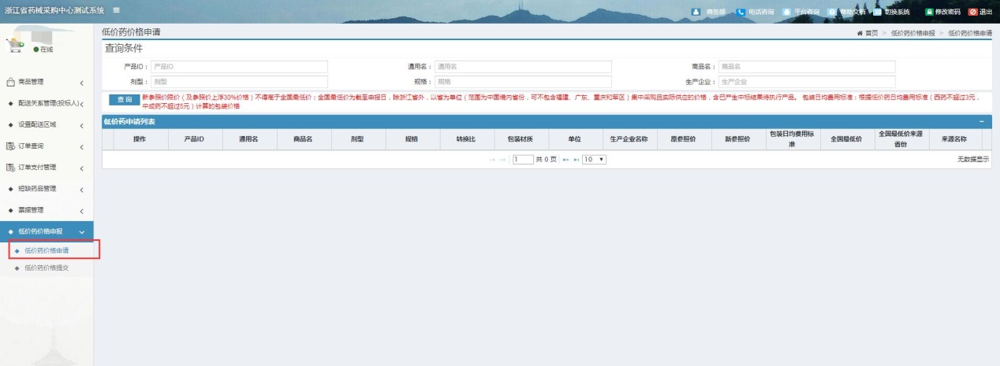 浙江省药械采购中心测试系统
商务部 电话咨询 平台咨询 帮助文档 切换系统 修改密码 退出
在线
商品管理
配送关系管理(投标人)
设置配送区域
订单查询
订单支付管理
短缺药品管理
票据管理
低价药价格申报
低价药价格申请
低价药价格提交
低价药价格申请
首页 > 低价药价格申报 > 低价药价格申请
查询条件
产品ID： 产品ID 通用名： 通用名 商品名： 商品名
剂型： 剂型 规格： 规格 生产企业： 生产企业
查 询 新参照价限价（及参照价上浮30%价格）不得高于全国最低价；全国最低价为截至申报日，除浙江省外，以省为单位（范围为中国境内省份，可不包含福建、广东、重庆和军区）集中采购且实际供应的价格，含已产生中标结果待执行产品。 包装日均费用标准：根据低价药日均费用标准（西药不超过3元，
中成药不超过5元）计算的包装价格
低价药申请列表
操作 产品ID 通用名 商品名 剂型 规格 转换比 包装材质 单位 生产企业名称 原参照价 新参照价 包装日均费用标准 全国最低价 全国最低价来源省份 来源名称
1 共 0 页 10 无数据显示